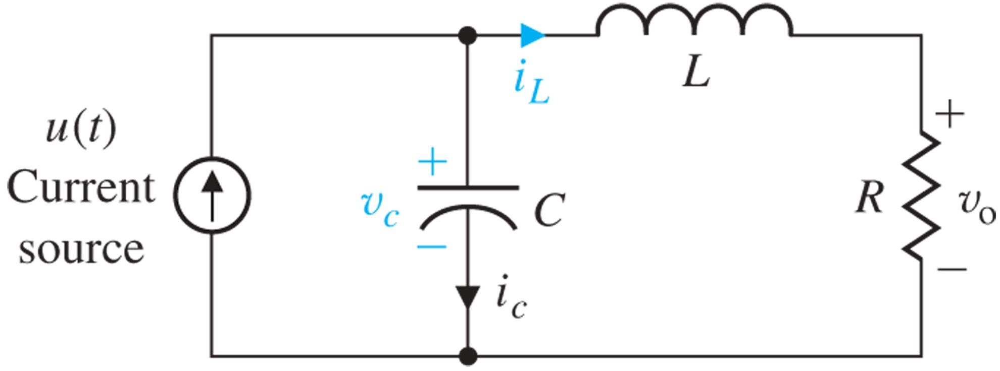 u(t)
Current
source
i_L
L
+
v_c
−
C
i_c
+
R
v_o
−